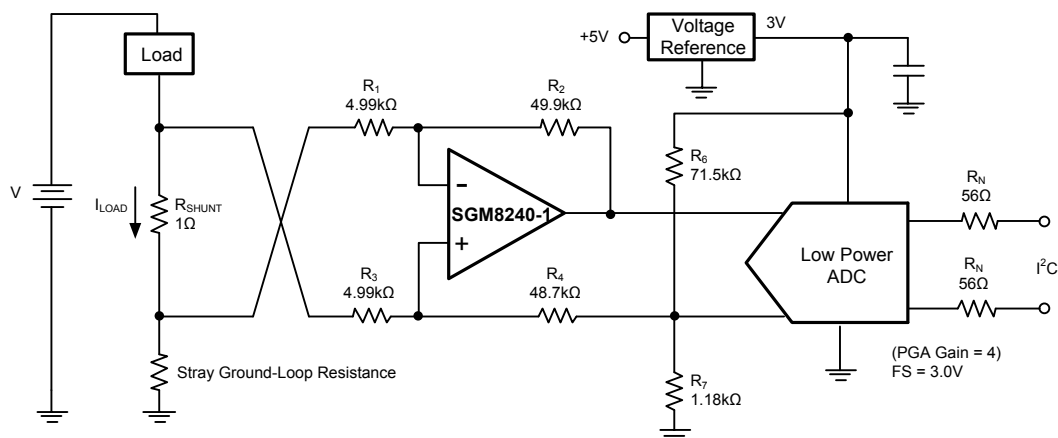 Load
V
I_LOAD
R_SHUNT
1Ω
Stray Ground-Loop Resistance
R1
4.99kΩ
R2
49.9kΩ
R3
4.99kΩ
R4
48.7kΩ
SGM8240-1
−
+
+5V
Voltage
Reference
3V
R6
71.5kΩ
R7
1.18kΩ
Low Power
ADC
RN
56Ω
RN
56Ω
I²C
(PGA Gain = 4)
FS = 3.0V